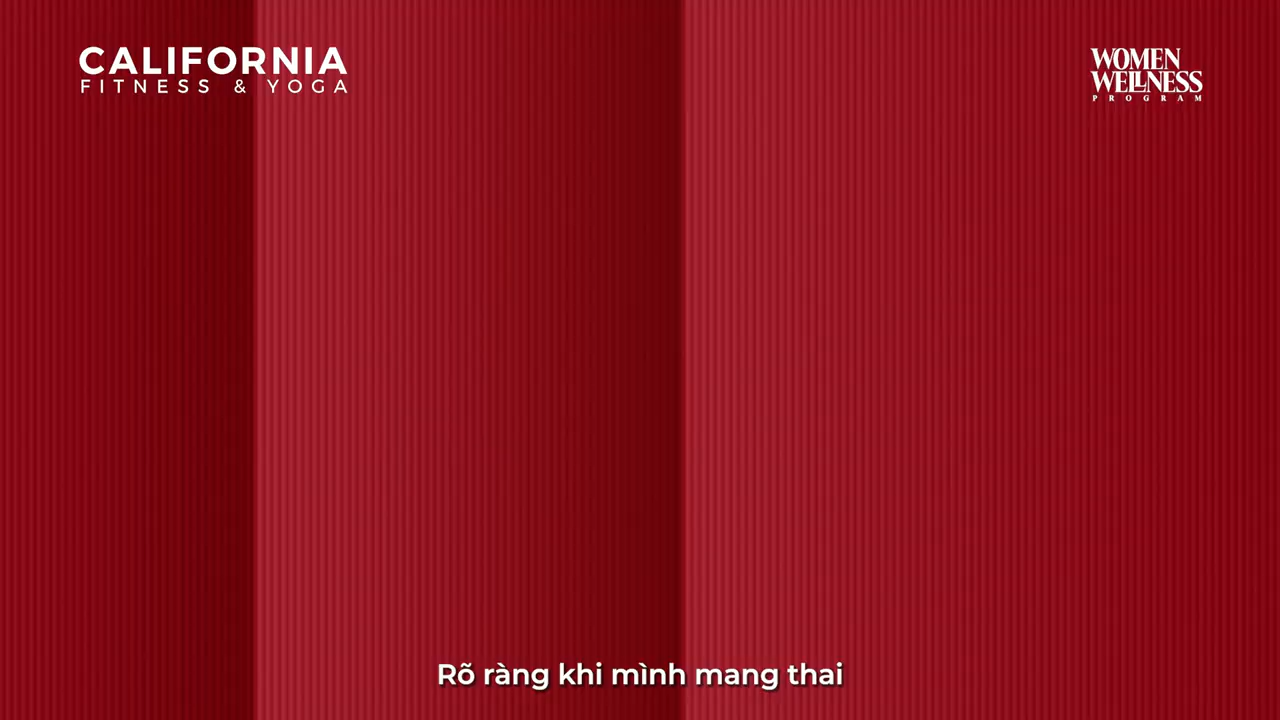 CALIFORNIA
FITNESS & YOGA
WOMEN
WELLNESS
PROGRAM
Rõ ràng khi mình mang thai